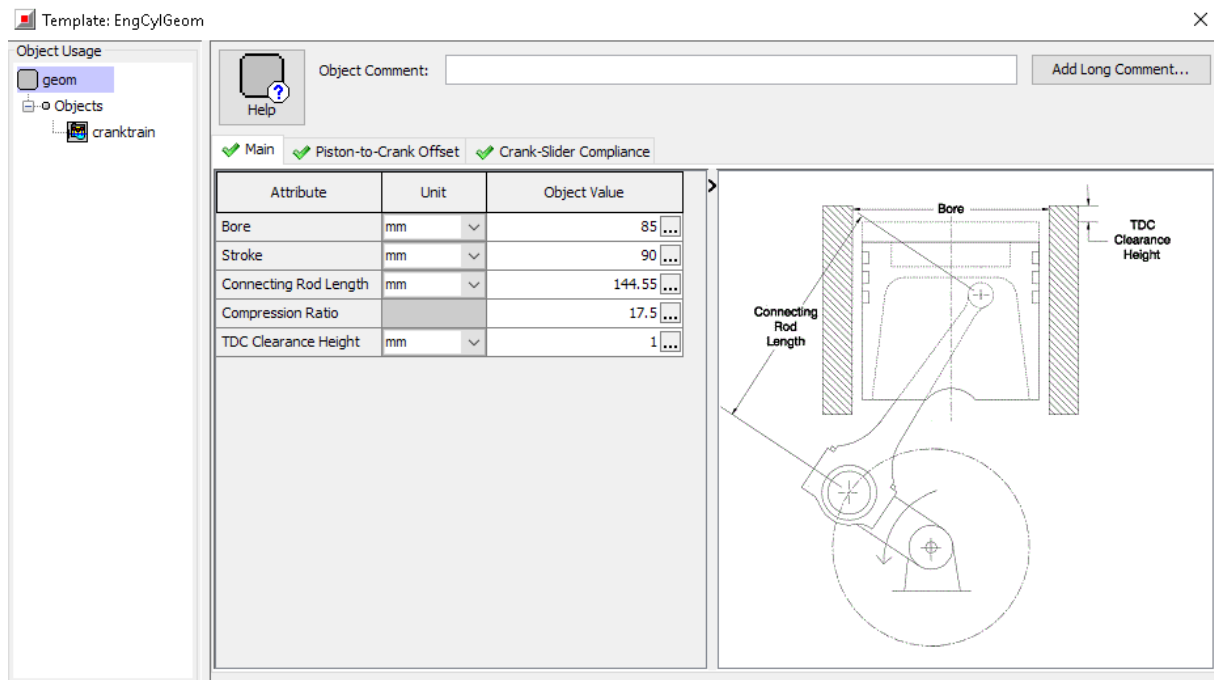 Template: EngCylGeom
Object Usage
geom
Objects
cranktrain
Help
Object Comment:
Add Long Comment...
Main
Piston-to-Crank Offset
Crank-Slider Compliance
Attribute Unit Object Value
Bore mm 85 ...
Stroke mm 90 ...
Connecting Rod Length mm 144.55 ...
Compression Ratio 17.5 ...
TDC Clearance Height mm 1 ...
Bore
TDC
Clearance
Height
Connecting
Rod
Length